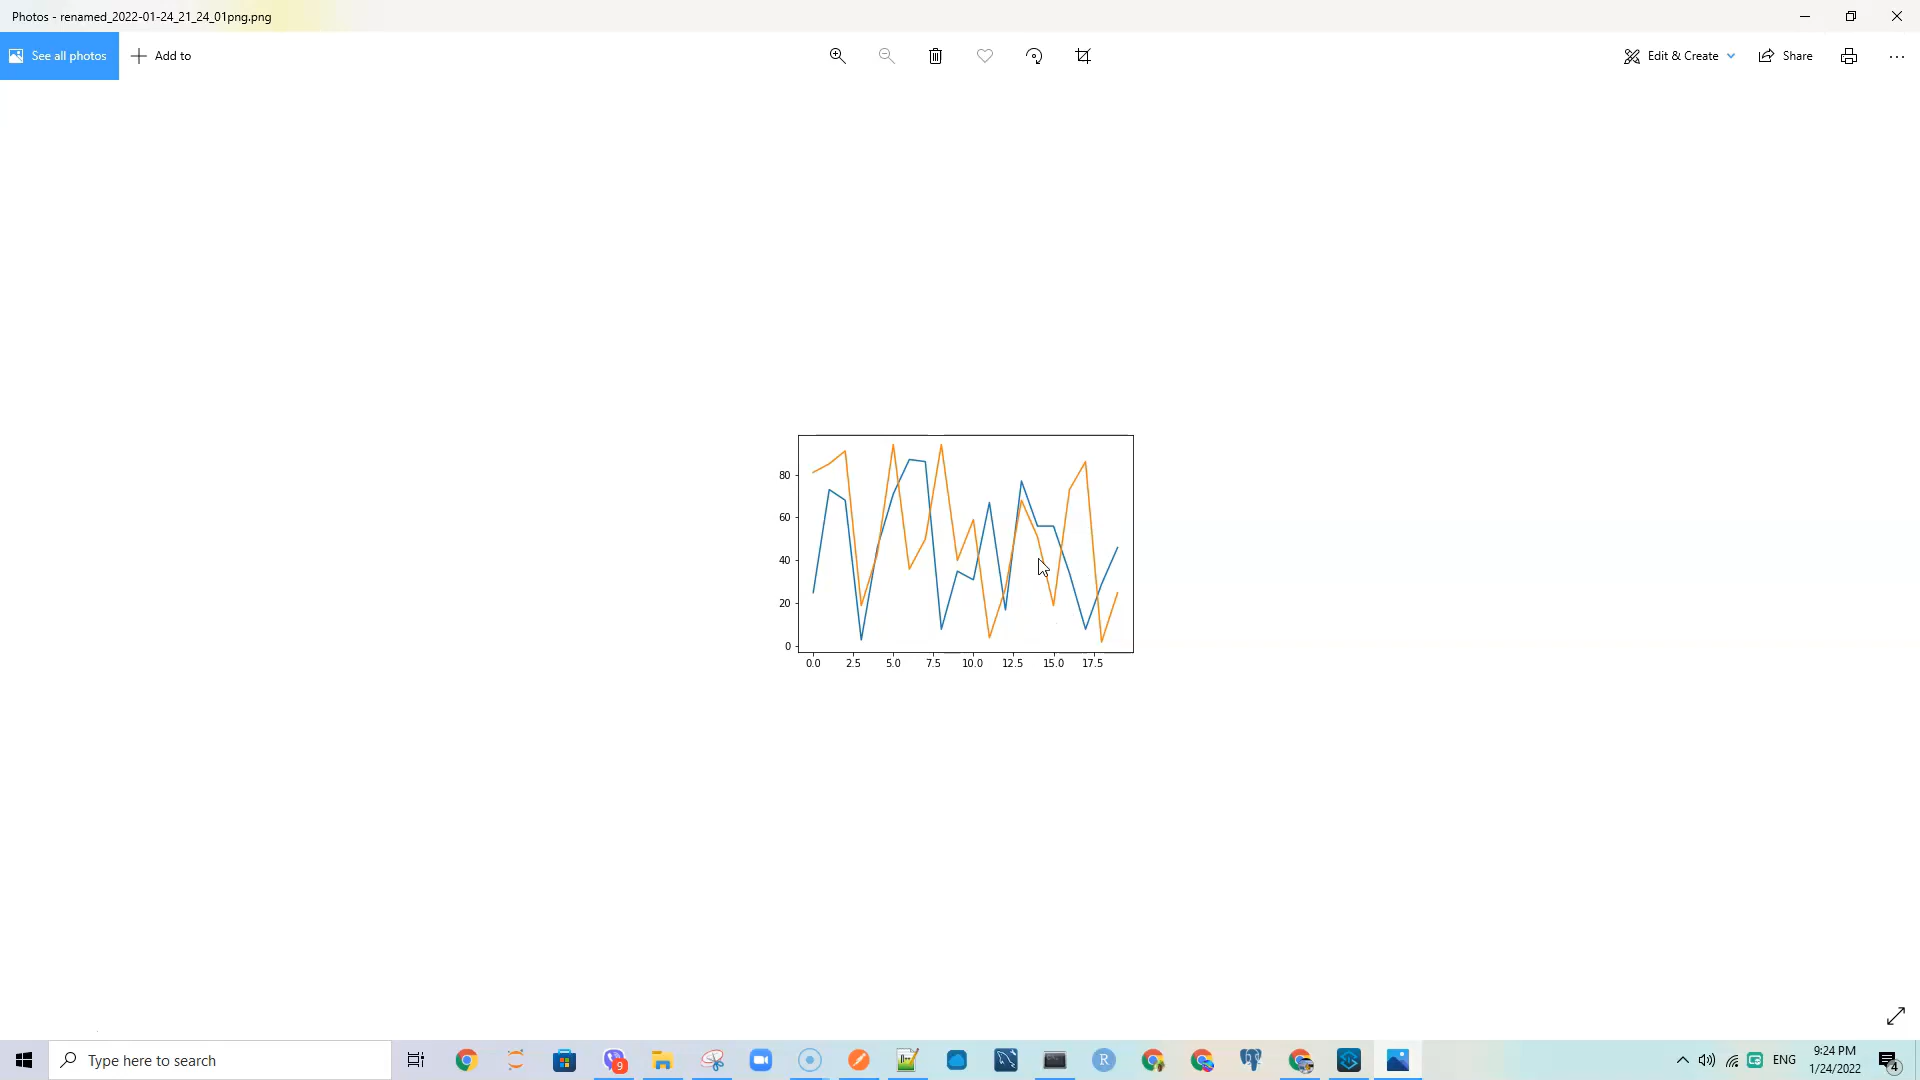 Photos - renamed_2022-01-24_21_24_01png.png
See all photos
Add to
Edit & Create
Share
80
60
40
20
0
0.0 2.5 5.0 7.5 10.0 12.5 15.0 17.5
Type here to search
9
R
ENG
9:24 PM
1/24/2022
4